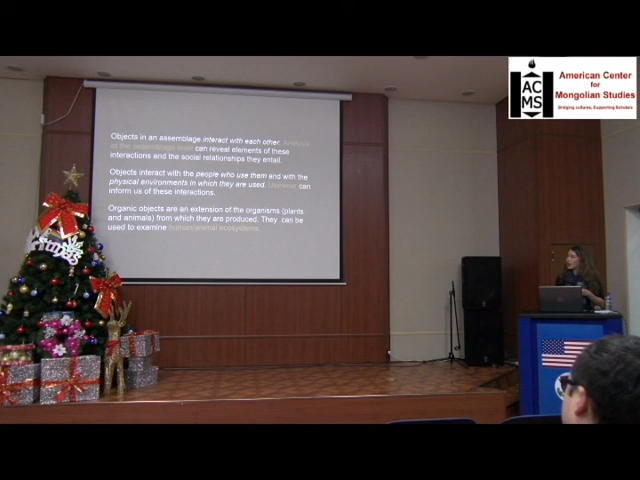 American Center
for
Mongolian Studies
Bridging cultures, Supporting Scholars
AC
MS
Objects in an assemblage interact with each other. Analysis
at the assemblage level can reveal elements of these
interactions and the social relationships they entail.
Objects interact with the people who use them and with the
physical environments in which they are used. Usewear can
inform us of these interactions.
Organic objects are an extension of the organisms (plants
and animals) from which they are produced. They can be
used to examine human/animal ecosystems.